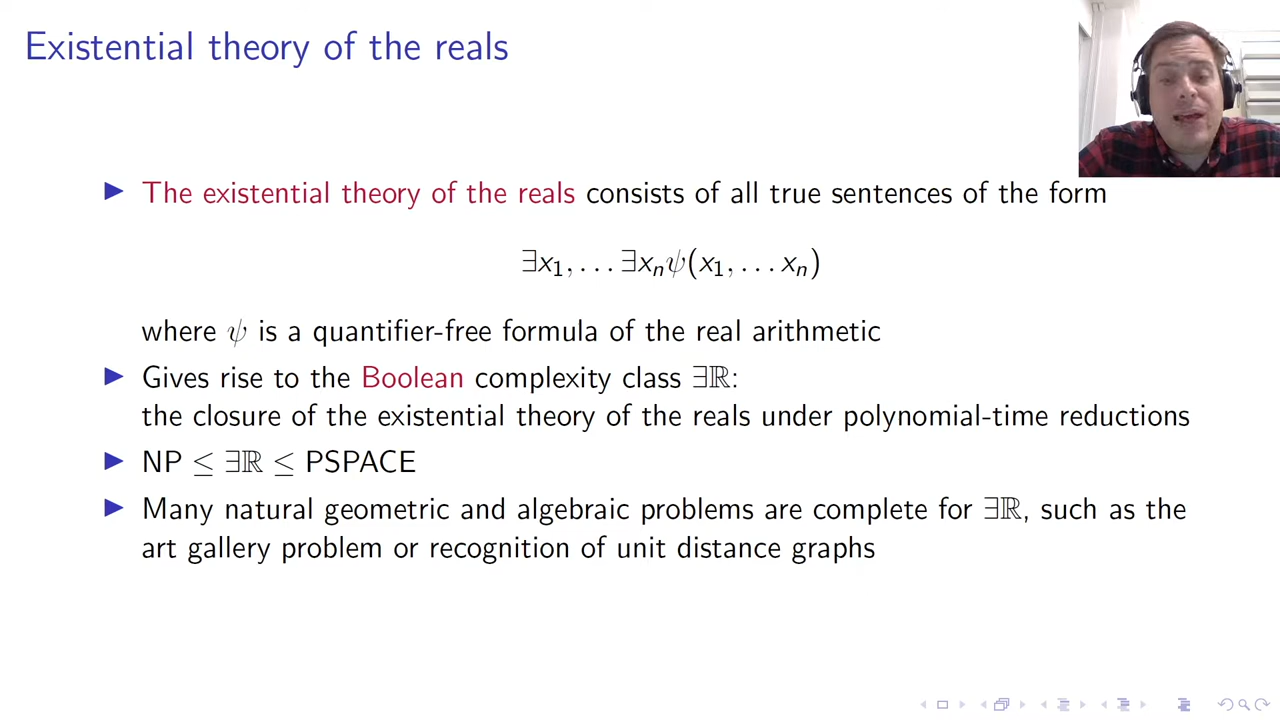 Existential theory of the reals
▶ The existential theory of the reals consists of all true sentences of the form
∃x₁, … ∃xₙψ(x₁, … xₙ)
where ψ is a quantifier-free formula of the real arithmetic
▶ Gives rise to the Boolean complexity class ∃ℝ:
the closure of the existential theory of the reals under polynomial-time reductions
▶ NP ≤ ∃ℝ ≤ PSPACE
▶ Many natural geometric and algebraic problems are complete for ∃ℝ, such as the
art gallery problem or recognition of unit distance graphs